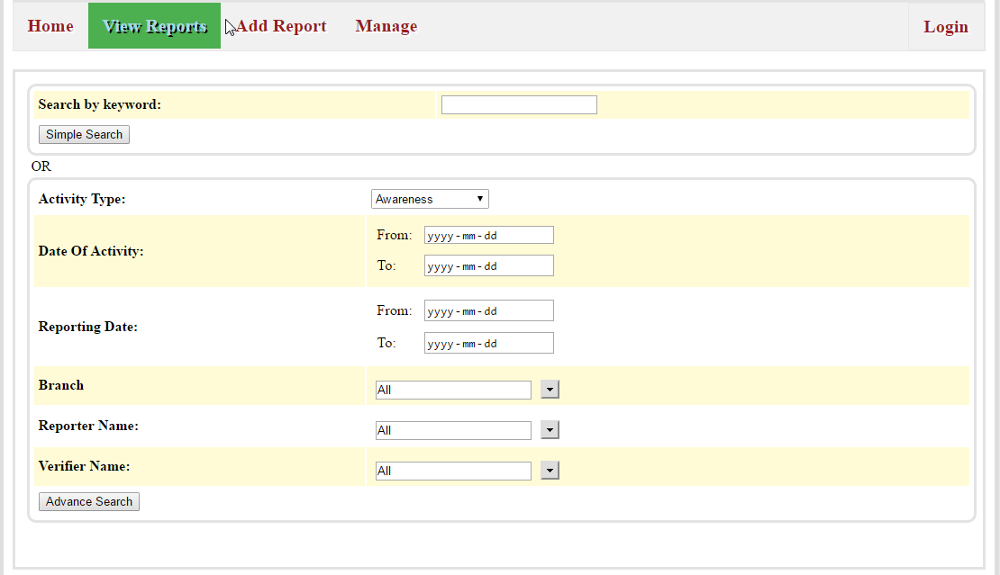 Home View Reports Add Report Manage Login
Search by keyword:
Simple Search
OR
Activity Type: Awareness
Date Of Activity: From: yyyy-mm-dd
To: yyyy-mm-dd
Reporting Date: From: yyyy-mm-dd
To: yyyy-mm-dd
Branch All
Reporter Name: All
Verifier Name: All
Advance Search